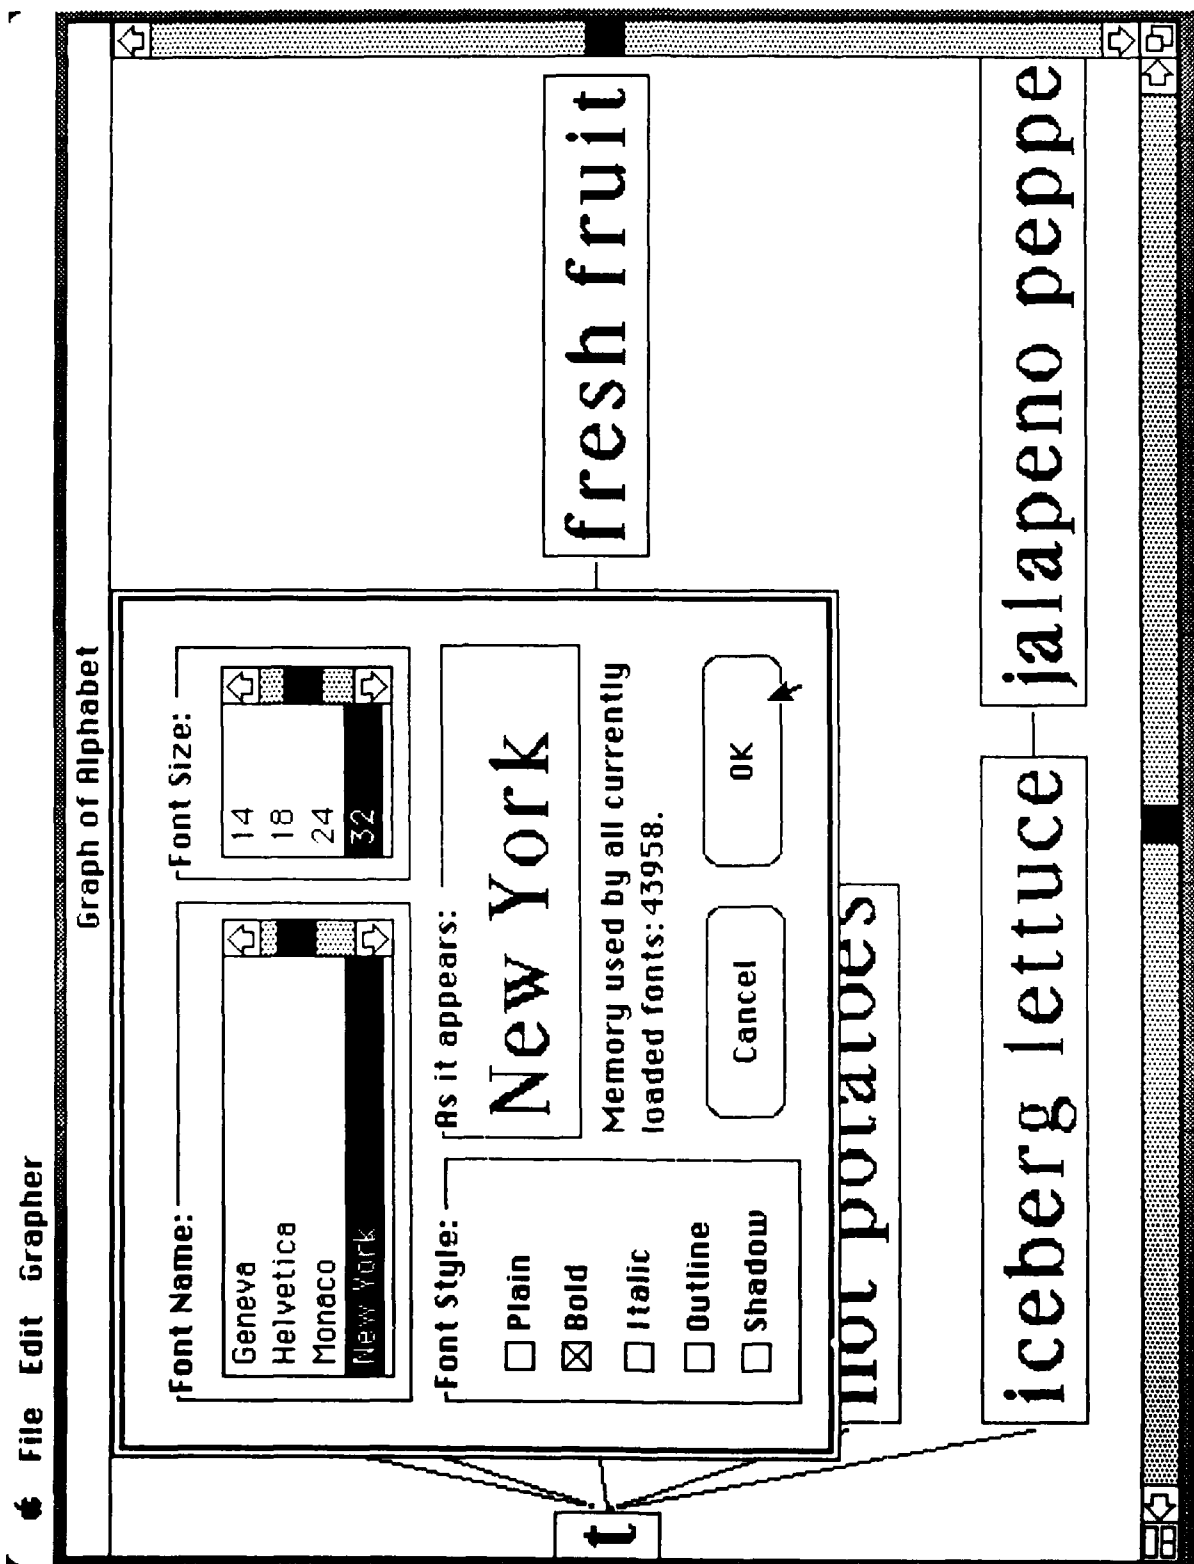 File Edit Grapher
Graph of Alphabet
Font Name:
Geneva
Helvetica
Monaco
New York
Font Size:
14
18
24
32
Font Style:
Plain
Bold
Italic
Outline
Shadow
As it appears:
New York
Memory used by all currently
loaded fonts: 43958.
Cancel
OK
t
fresh fruit
potatoes
iceberg lettuce
jalapeno peppe